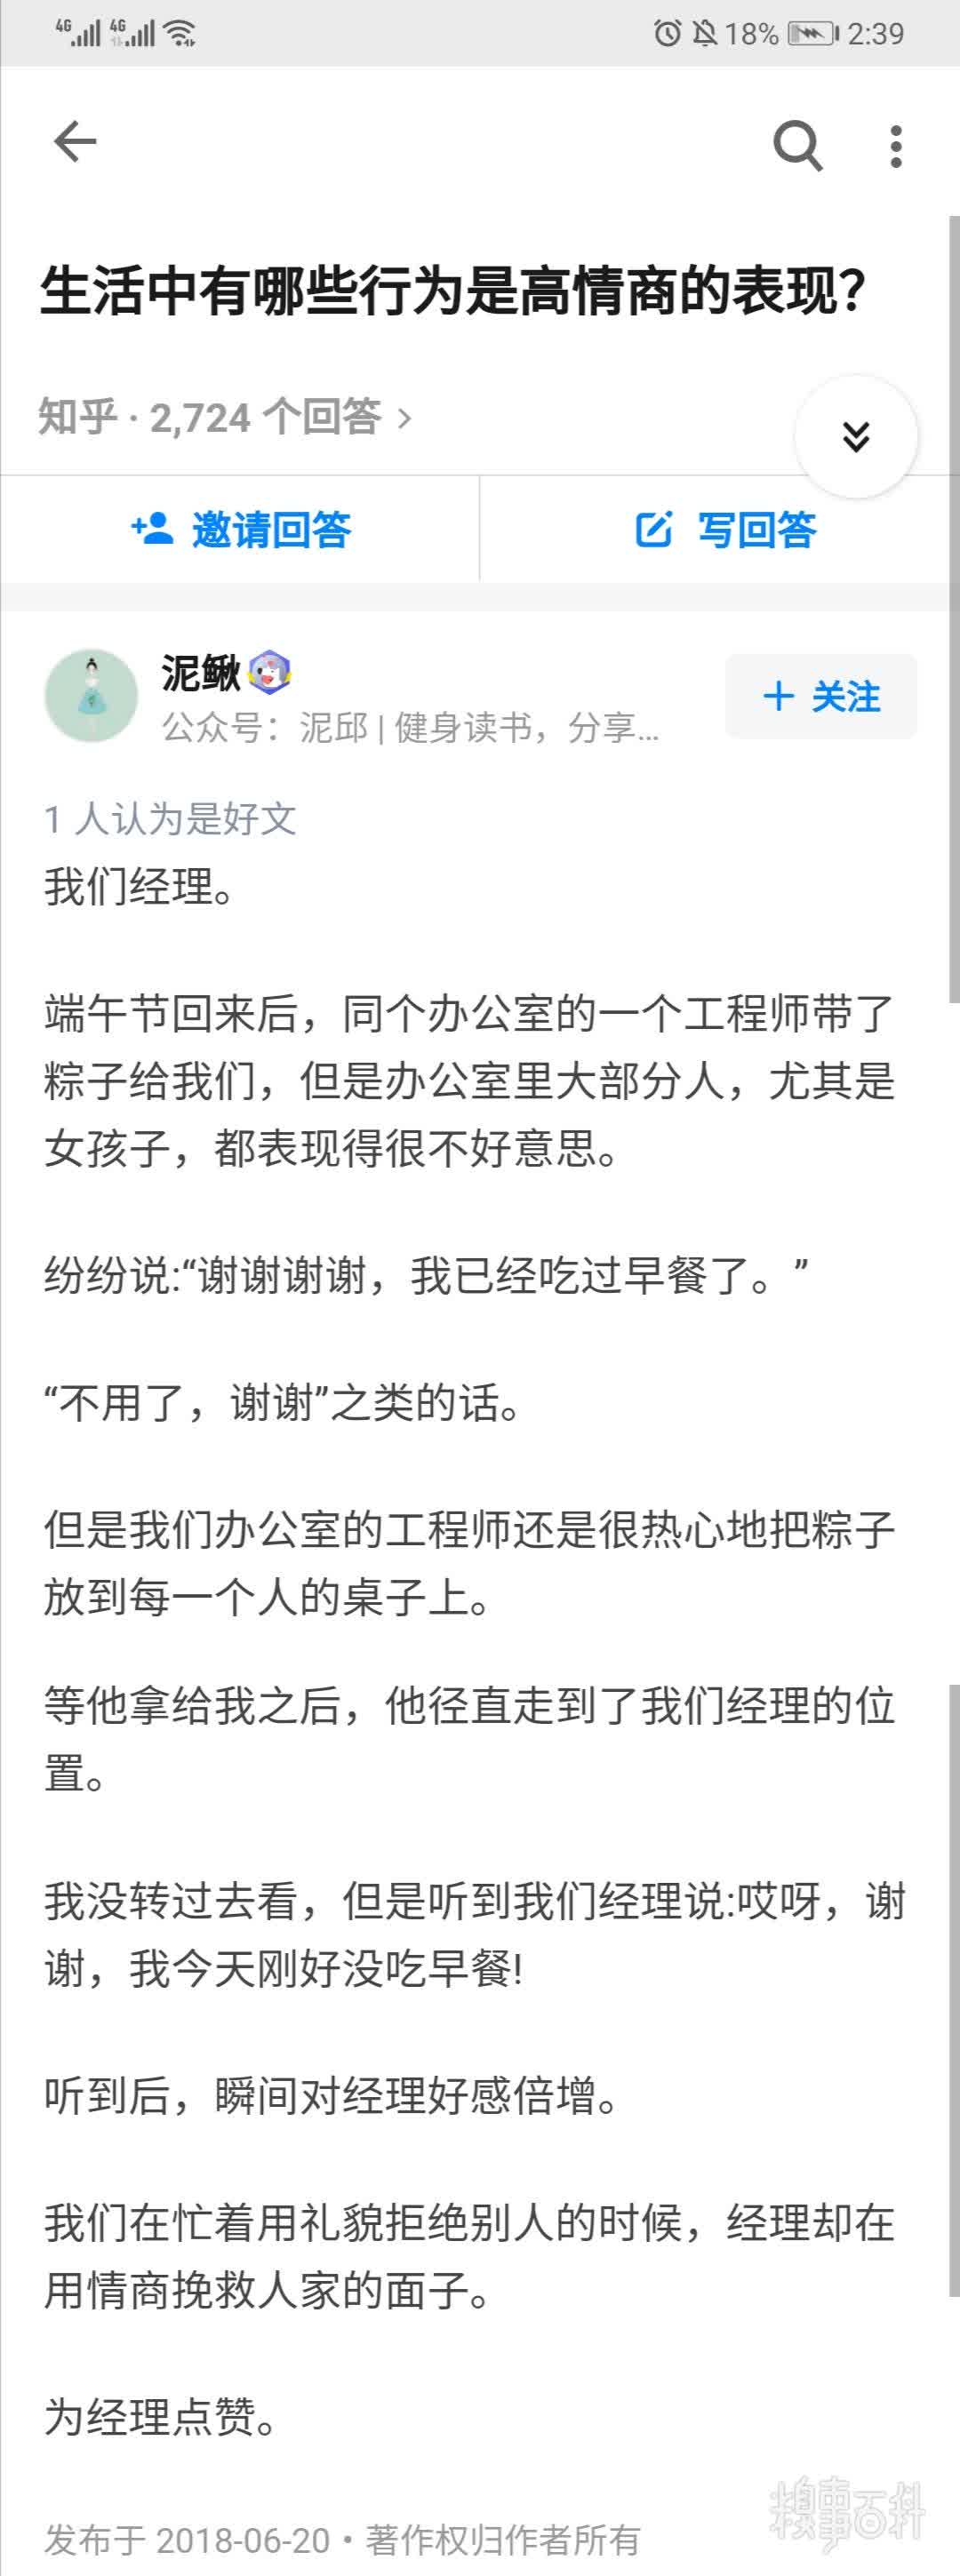 4G 4G 18% 2:39
生活中有哪些行为是高情商的表现?
知乎 · 2,724 个回答 >
邀请回答 写回答
泥鳅
公众号：泥邱 | 健身读书，分享...
+ 关注
1 人认为是好文
我们经理。
端午节回来后，同个办公室的一个工程师带了
粽子给我们，但是办公室里大部分人，尤其是
女孩子，都表现得很不好意思。
纷纷说:“谢谢谢谢，我已经吃过早餐了。”
“不用了，谢谢”之类的话。
但是我们办公室的工程师还是很热心地把粽子
放到每一个人的桌子上。
等他拿给我之后，他径直走到了我们经理的位
置。
我没转过去看，但是听到我们经理说:哎呀，谢
谢，我今天刚好没吃早餐!
听到后，瞬间对经理好感倍增。
我们在忙着用礼貌拒绝别人的时候，经理却在
用情商挽救人家的面子。
为经理点赞。
糗事百科
发布于 2018-06-20 · 著作权归作者所有